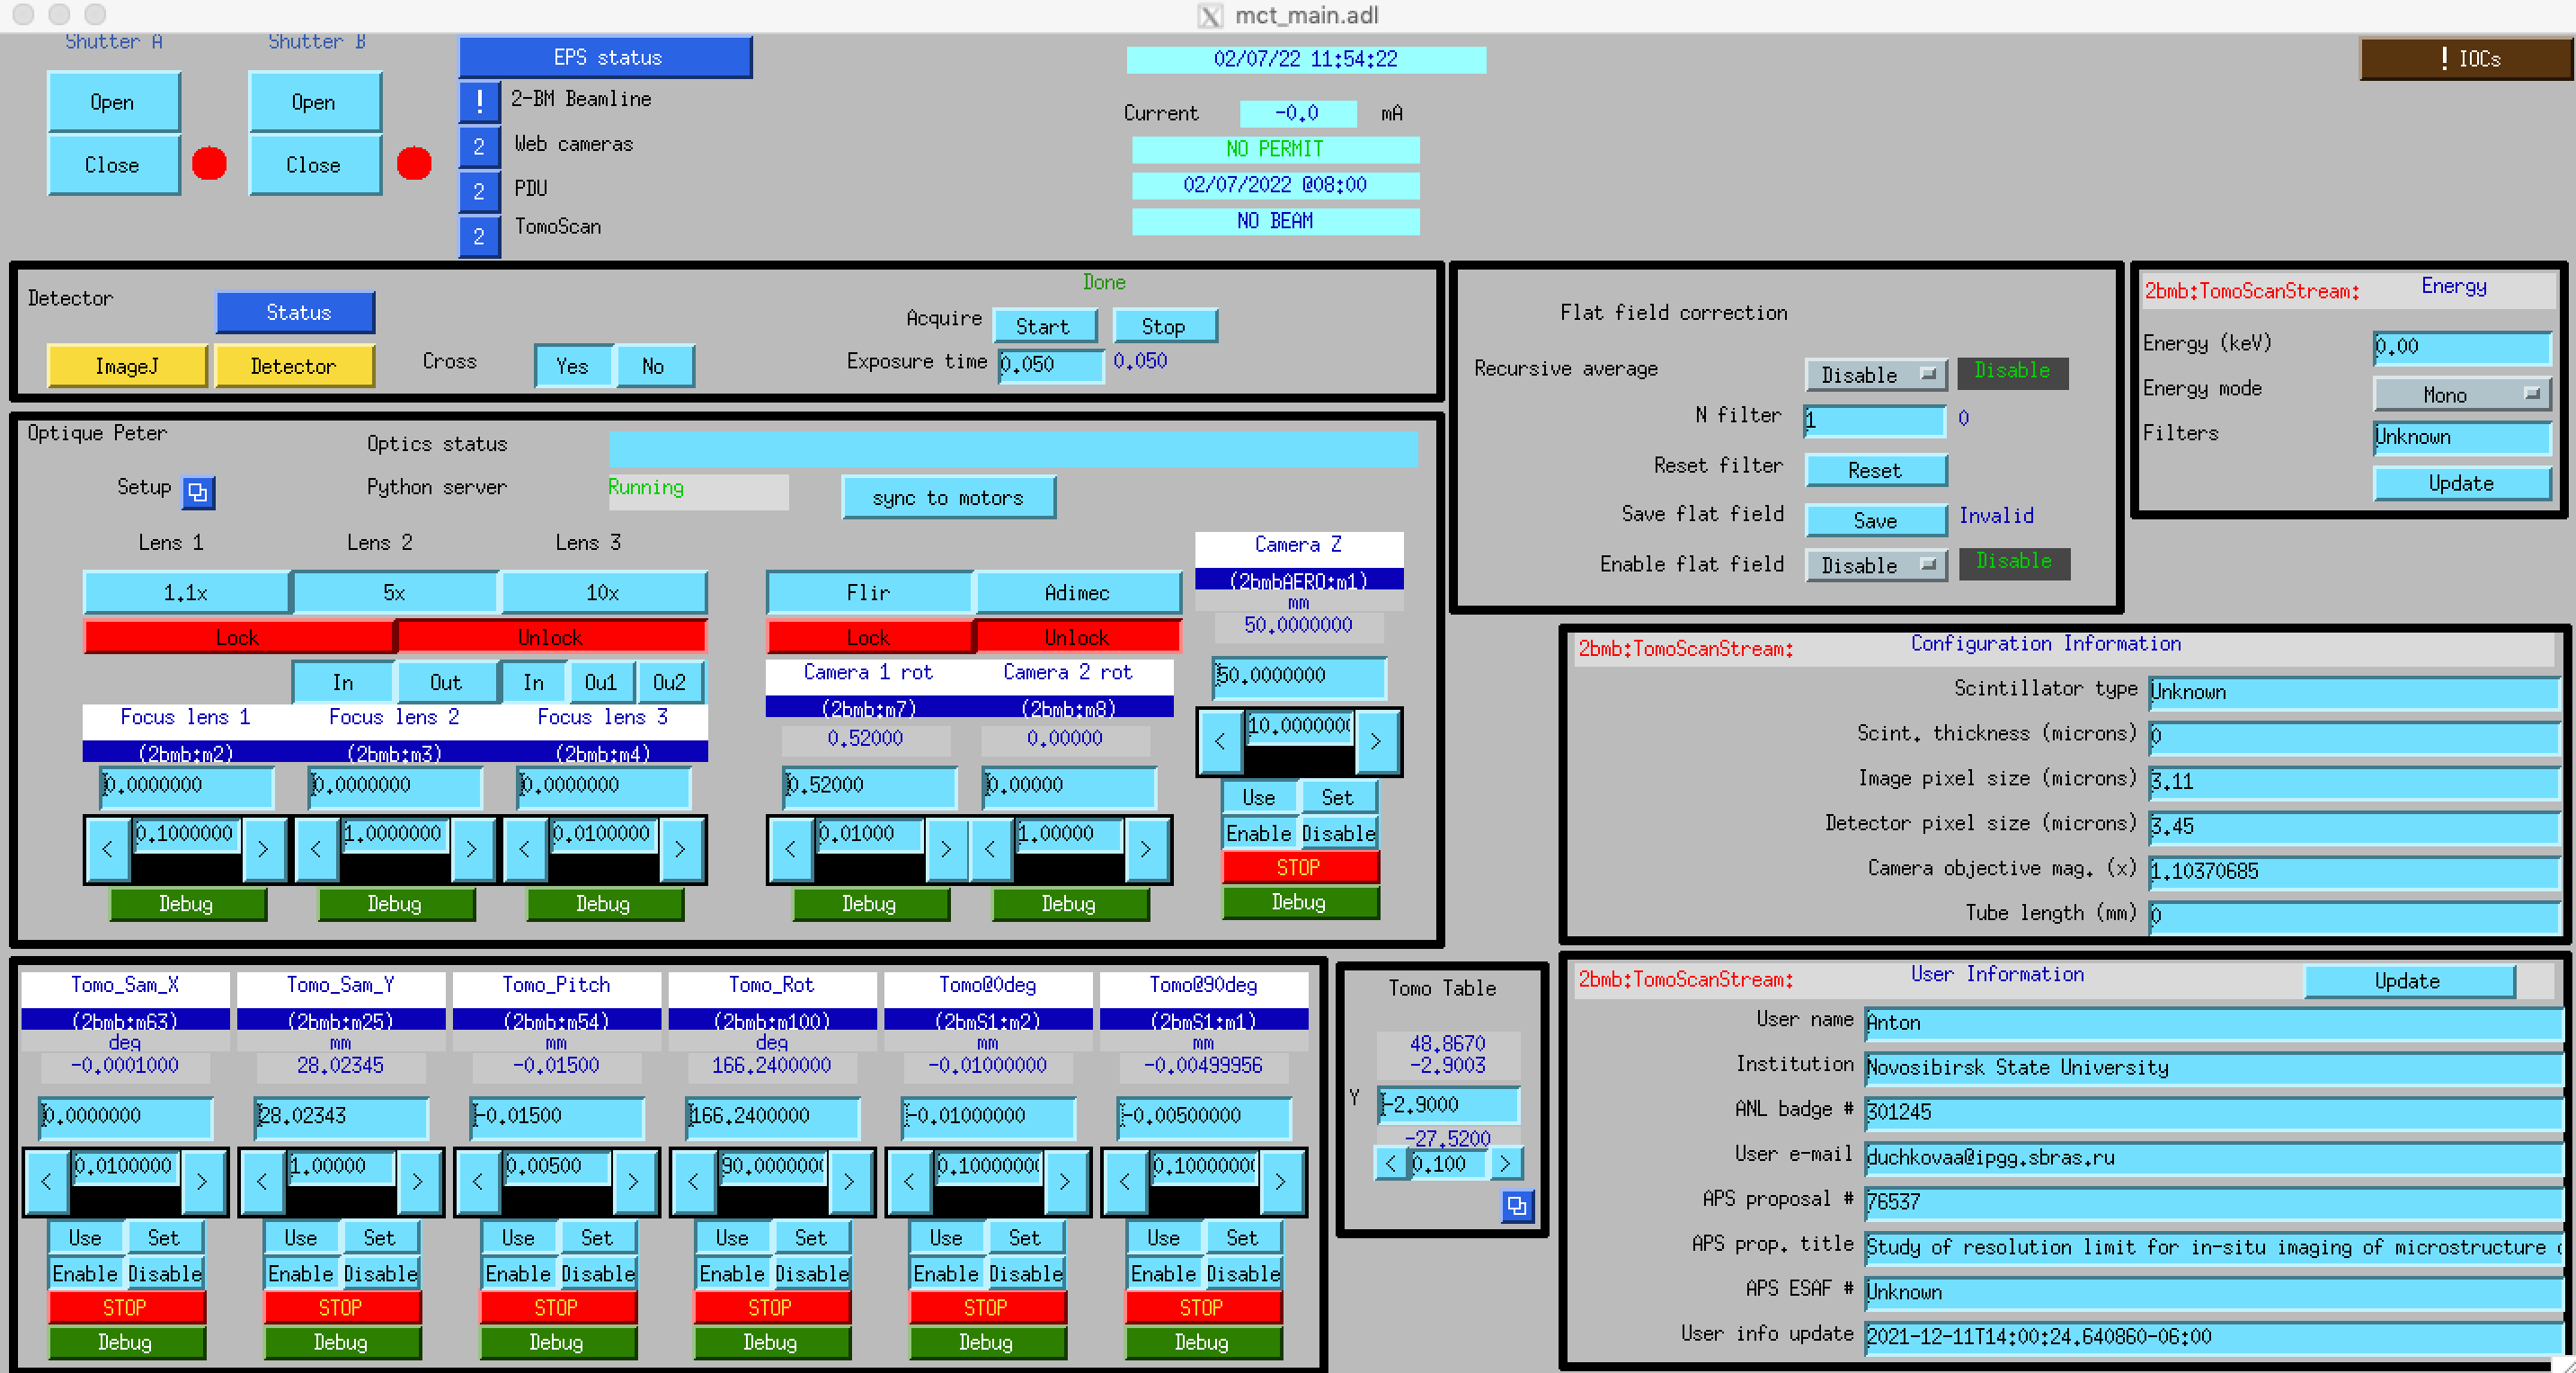 mct_main.adl
Shutter A
Shutter B
EPS status
02/07/22 11:54:22
! IOCs
Open
Open
! 2-BM Beamline
Current -0.0 mA
Close
Close
2 Web cameras
NO PERMIT
2 PDU
02/07/2022 @08:00
2 TomoScan
NO BEAM
Detector
Status
ImageJ
Detector
Cross
Yes
No
Done
Acquire
Start
Stop
Exposure time 0.050 0.050
Flat field correction
Recursive average Disable Disable
N filter 1 0
Reset filter Reset
Save flat field Save Invalid
Enable flat field Disable Disable
2bmb:TomoScanStream: Energy
Energy (keV) 0.00
Energy mode Mono
Filters Unknown
Update
Optique Peter
Optics status
Setup
Python server Running
sync to motors
Lens 1 Lens 2 Lens 3
1.1x 5x 10x
Lock Unlock
In Out In Ou1 Ou2
Focus lens 1 Focus lens 2 Focus lens 3
(2bmb:m2) (2bmb:m3) (2bmb:m4)
0.0000000 0.0000000 0.0000000
< 0.1000000 > < 1.0000000 > < 0.0100000 >
Debug Debug Debug
Flir Adimec
Lock Unlock
Camera 1 rot Camera 2 rot
(2bmb:m7) (2bmb:m8)
0.52000 0.00000
0.52000 0.00000
< 0.01000 > < 1.00000 >
Debug Debug
Camera Z
(2bmbAERO:m1)
mm
50.0000000
50.0000000
< 10.000000 >
Use Set
Enable Disable
STOP
Debug
2bmb:TomoScanStream: Configuration Information
Scintillator type Unknown
Scint. thickness (microns) 0
Image pixel size (microns) 3.11
Detector pixel size (microns) 3.45
Camera objective mag. (x) 1.10370685
Tube length (mm) 0
Tomo_Sam_X Tomo_Sam_Y Tomo_Pitch Tomo_Rot Tomo@0deg Tomo@90deg
(2bmb:m63) (2bmb:m25) (2bmb:m54) (2bmb:m100) (2bmS1:m2) (2bmS1:m1)
deg mm mm deg mm mm
-0.0001000 28.02345 -0.01500 166.2400000 -0.01000000 -0.00499956
0.0000000 28.02343 -0.01500 166.2400000 -0.01000000 -0.00500000
< 0.0100000 > < 1.00000 > < 0.00500 > < 90.000000 > < 0.1000000 > < 0.1000000 >
Use Set Use Set Use Set Use Set Use Set Use Set
Enable Disable Enable Disable Enable Disable Enable Disable Enable Disable Enable Disable
STOP STOP STOP STOP STOP STOP
Debug Debug Debug Debug Debug Debug
Tomo Table
48.8670
-2.9003
Y -2.9000
-27.5200
< 0.100 >
2bmb:TomoScanStream: User Information Update
User name Anton
Institution Novosibirsk State University
ANL badge # 301245
User e-mail duchkovaa@ipgg.sbras.ru
APS proposal # 76537
APS prop. title Study of resolution limit for in-situ imaging of microstructure
APS ESAF # Unknown
User info update 2021-12-11T14:00:24.640860-06:00